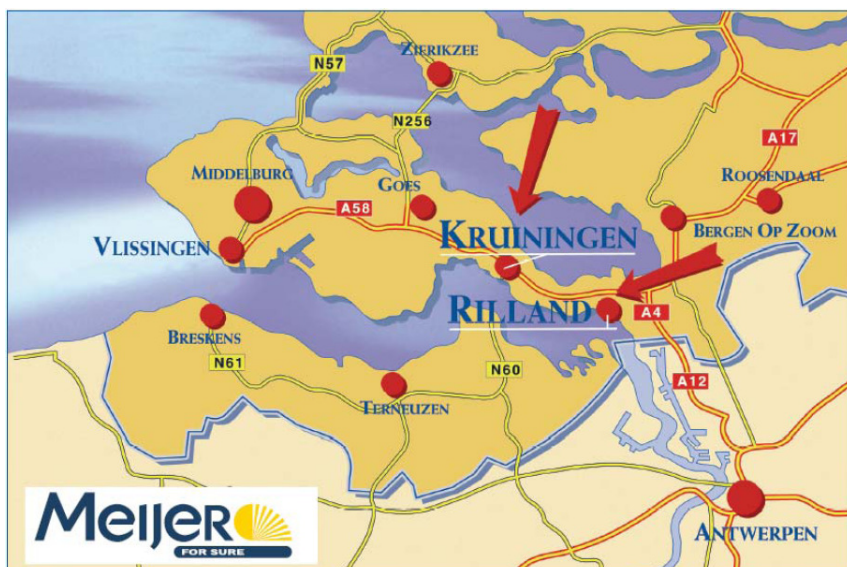 Zierikzee
N57
N256
A17
Middelburg
Goes
Roosendaal
A58
Bergen Op Zoom
Vlissingen
Kruiningen
Rilland
A4
Breskens
N61
N60
A12
Terneuzen
Meijer
FOR SURE
Antwerpen